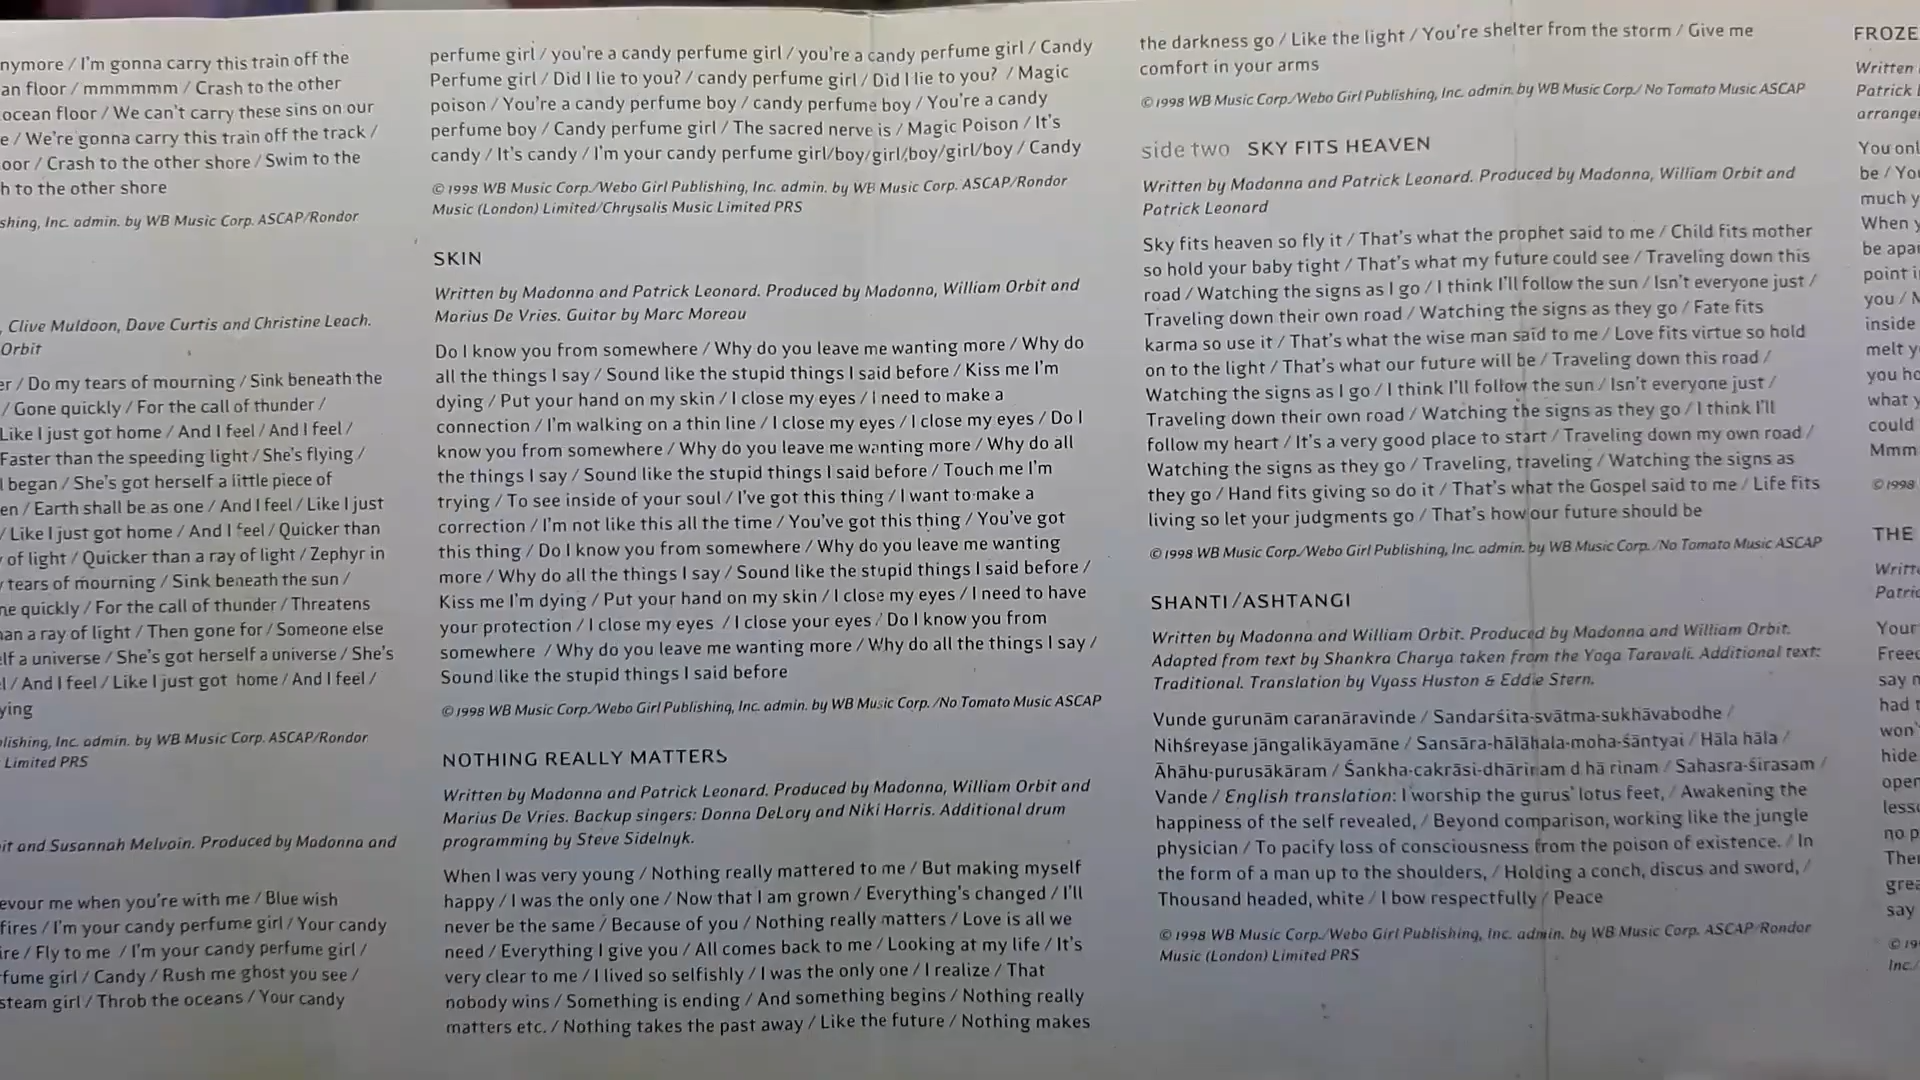 nymore / I'm gonna carry this train off the
an floor / mmmmmm / Crash to the other
ocean floor / We can't carry these sins on our
e / We're gonna carry this train off the track /
oor / Crash to the other shore / Swim to the
h to the other shore
shing, Inc. admin. by WB Music Corp. ASCAP/Rondor
, Clive Muldoon, Dave Curtis and Christine Leach.
Orbit
er / Do my tears of mourning / Sink beneath the
/ Gone quickly / For the call of thunder /
Like I just got home / And I feel / And I feel /
Faster than the speeding light / She's flying /
I began / She's got herself a little piece of
en / Earth shall be as one / And I feel / Like I just
/ Like I just got home / And I feel / Quicker than
y of light / Quicker than a ray of light / Zephyr in
y tears of mourning / Sink beneath the sun /
ne quickly / For the call of thunder / Threatens
han a ray of light / Then gone for / Someone else
elf a universe / She's got herself a universe / She's
l / And I feel / Like I just got home / And I feel /
ying
blishing, Inc. admin. by WB Music Corp. ASCAP/Rondor
Limited PRS
it and Susannah Melvoin. Produced by Madonna and
evour me when you're with me / Blue wish
fires / I'm your candy perfume girl / Your candy
ire / Fly to me / I'm your candy perfume girl /
fume girl / Candy / Rush me ghost you see /
steam girl / Throb the oceans / Your candy
perfume girl / you're a candy perfume girl / you're a candy perfume girl / Candy
Perfume girl / Did I lie to you? / candy perfume girl / Did I lie to you? / Magic
poison / You're a candy perfume boy / candy perfume boy / You're a candy
perfume boy / Candy perfume girl / The sacred nerve is / Magic Poison / It's
candy / It's candy / I'm your candy perfume girl/boy/girl/boy/girl/boy / Candy
© 1998 WB Music Corp./Webo Girl Publishing, Inc. admin. by WB Music Corp. ASCAP/Rondor
Music (London) Limited/Chrysalis Music Limited PRS
SKIN
Written by Madonna and Patrick Leonard. Produced by Madonna, William Orbit and
Marius De Vries. Guitar by Marc Moreau
Do I know you from somewhere / Why do you leave me wanting more / Why do
all the things I say / Sound like the stupid things I said before / Kiss me I'm
dying / Put your hand on my skin / I close my eyes / I need to make a
connection / I'm walking on a thin line / I close my eyes / I close my eyes / Do I
know you from somewhere / Why do you leave me wanting more / Why do all
the things I say / Sound like the stupid things I said before / Touch me I'm
trying / To see inside of your soul / I've got this thing / I want to make a
correction / I'm not like this all the time / You've got this thing / You've got
this thing / Do I know you from somewhere / Why do you leave me wanting
more / Why do all the things I say / Sound like the stupid things I said before /
Kiss me I'm dying / Put your hand on my skin / I close my eyes / I need to have
your protection / I close my eyes / I close your eyes / Do I know you from
somewhere / Why do you leave me wanting more / Why do all the things I say /
Sound like the stupid things I said before
© 1998 WB Music Corp./Webo Girl Publishing, Inc. admin. by WB Music Corp. /No Tomato Music ASCAP
NOTHING REALLY MATTERS
Written by Madonna and Patrick Leonard. Produced by Madonna, William Orbit and
Marius De Vries. Backup singers: Donna DeLory and Niki Harris. Additional drum
programming by Steve Sidelnyk.
When I was very young / Nothing really mattered to me / But making myself
happy / I was the only one / Now that I am grown / Everything's changed / I'll
never be the same / Because of you / Nothing really matters / Love is all we
need / Everything I give you / All comes back to me / Looking at my life / It's
very clear to me / I lived so selfishly / I was the only one / I realize / That
nobody wins / Something is ending / And something begins / Nothing really
matters etc. / Nothing takes the past away / Like the future / Nothing makes
the darkness go / Like the light / You're shelter from the storm / Give me
comfort in your arms
© 1998 WB Music Corp./Webo Girl Publishing, Inc. admin. by WB Music Corp./ No Tomato Music ASCAP
side two SKY FITS HEAVEN
Written by Madonna and Patrick Leonard. Produced by Madonna, William Orbit and
Patrick Leonard
Sky fits heaven so fly it / That's what the prophet said to me / Child fits mother
so hold your baby tight / That's what my future could see / Traveling down this
road / Watching the signs as I go / I think I'll follow the sun / Isn't everyone just /
Traveling down their own road / Watching the signs as they go / Fate fits
karma so use it / That's what the wise man said to me / Love fits virtue so hold
on to the light / That's what our future will be / Traveling down this road /
Watching the signs as I go / I think I'll follow the sun / Isn't everyone just /
Traveling down their own road / Watching the signs as they go / I think I'll
follow my heart / It's a very good place to start / Traveling down my own road /
Watching the signs as they go / Traveling, traveling / Watching the signs as
they go / Hand fits giving so do it / That's what the Gospel said to me / Life fits
living so let your judgments go / That's how our future should be
© 1998 WB Music Corp./Webo Girl Publishing, Inc. admin. by WB Music Corp. /No Tomato Music ASCAP
SHANTI/ASHTANGI
Written by Madonna and William Orbit. Produced by Madonna and William Orbit.
Adapted from text by Shankra Charya taken from the Yoga Taravali. Additional text:
Traditional. Translation by Vyass Huston & Eddie Stern.
Vunde gurunām caranāravinde / Sandarśita-svātma-sukhāvabodhe /
Nihśreyase jāngalikāyamāne / Sansāra-hālāhala-moha-śāntyai / Hāla hāla /
Āhāhu-purusākāram / Śankha-cakrāsi-dhārinam d hā rinam / Sahasra-śirasam /
Vande / English translation: I worship the gurus' lotus feet, / Awakening the
happiness of the self revealed, / Beyond comparison, working like the jungle
physician / To pacify loss of consciousness from the poison of existence. / In
the form of a man up to the shoulders, / Holding a conch, discus and sword, /
Thousand headed, white / I bow respectfully / Peace
© 1998 WB Music Corp./Webo Girl Publishing, Inc. admin. by WB Music Corp. ASCAP/Rondor
Music (London) Limited PRS
FROZE
Written
Patrick L
arrange
You onl
be / You
much y
When y
be apar
point i
you / M
inside
melt y
you ho
what y
could
Mmm
© 1998
THE
Writte
Patric
Your
Freed
say n
had t
won'
hide
open
less
no p
Ther
grea
say
© 19
Inc./